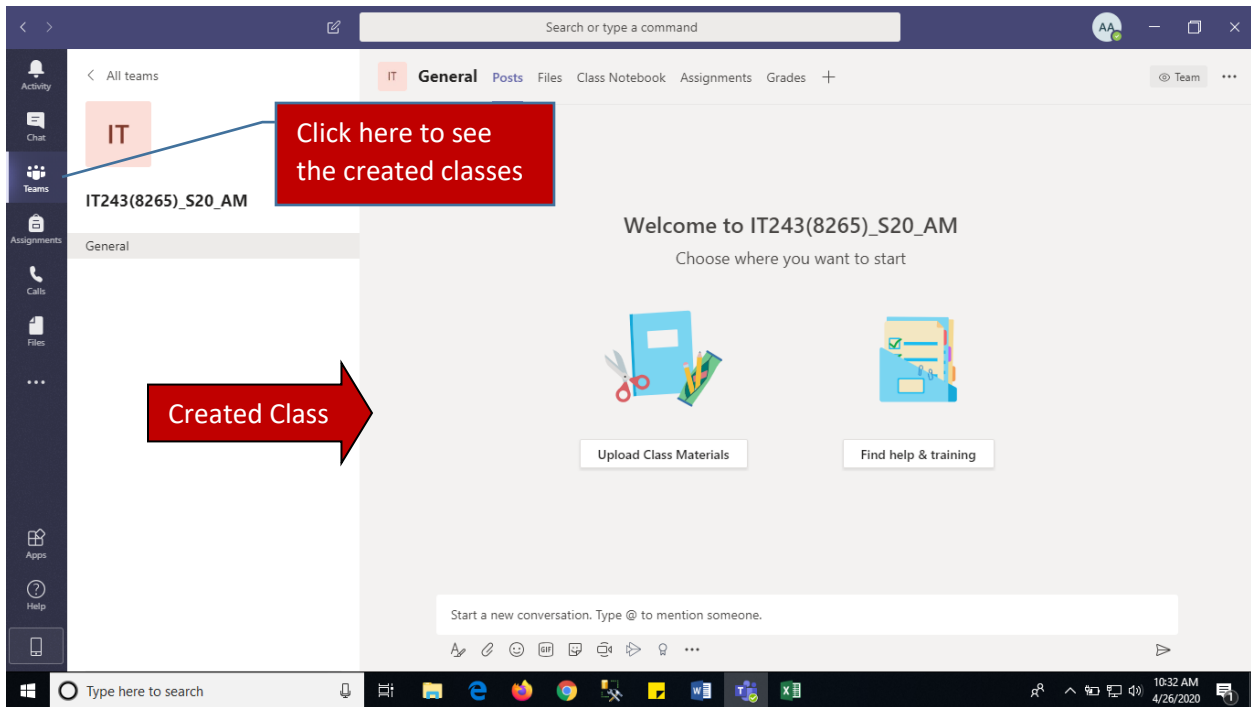 Search or type a command
AA
Activity
Chat
Teams
Assignments
Calls
Files
Apps
Help
All teams
IT
IT243(8265)_S20_AM
General
Click here to see
the created classes
Created Class
IT General Posts Files Class Notebook Assignments Grades
Team
Welcome to IT243(8265)_S20_AM
Choose where you want to start
Upload Class Materials Find help & training
Start a new conversation. Type @ to mention someone.
GIF
Type here to search
10:32 AM
4/26/2020
1